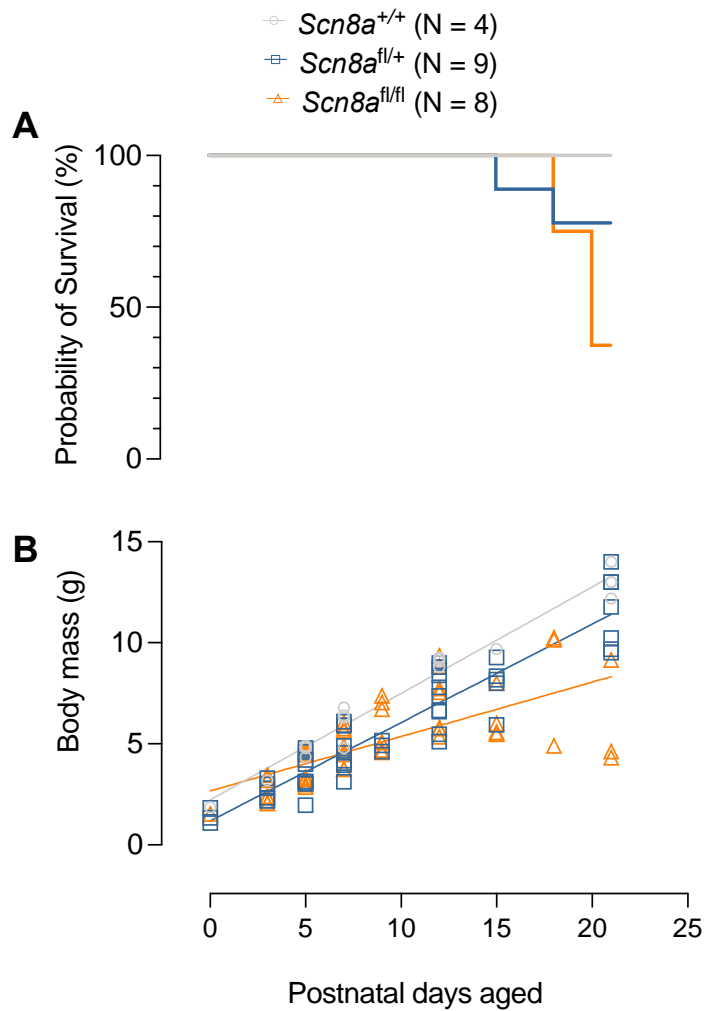 Scn8a+/+ (N = 4)
Scn8afl/+ (N = 9)
Scn8afl/fl (N = 8)
A
Probability of Survival (%)
100
50
0
B
Body mass (g)
15
10
5
0
0 5 10 15 20 25
Postnatal days aged